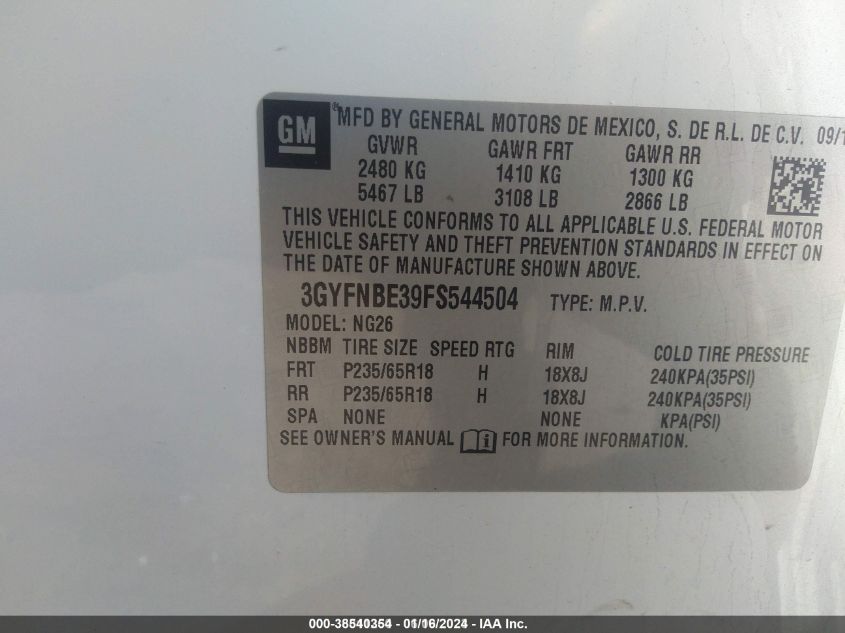 GM ® MFD BY GENERAL MOTORS DE MEXICO, S. DE R.L. DE C.V. 09/1
GVWR GAWR FRT GAWR RR
2480 KG 1410 KG 1300 KG
5467 LB 3108 LB 2866 LB
THIS VEHICLE CONFORMS TO ALL APPLICABLE U.S. FEDERAL MOTOR
VEHICLE SAFETY AND THEFT PREVENTION STANDARDS IN EFFECT ON
THE DATE OF MANUFACTURE SHOWN ABOVE.
3GYFNBE39FS544504 TYPE: M.P.V.
MODEL: NG26
NBBM TIRE SIZE SPEED RTG RIM COLD TIRE PRESSURE
FRT P235/65R18 H 18X8J 240KPA(35PSI)
RR P235/65R18 H 18X8J 240KPA(35PSI)
SPA NONE NONE KPA(PSI)
SEE OWNER'S MANUAL FOR MORE INFORMATION.
000-38540354 - 01/16/2024 - IAA Inc.